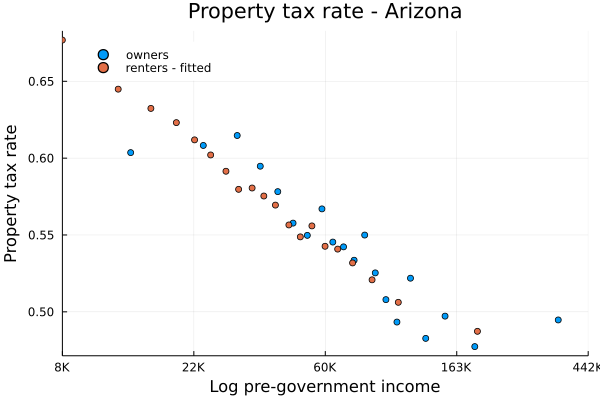 Property tax rate - Arizona
owners
renters - fitted
Property tax rate
0.65
0.60
0.55
0.50
8K 22K 60K 163K 442K
Log pre-government income